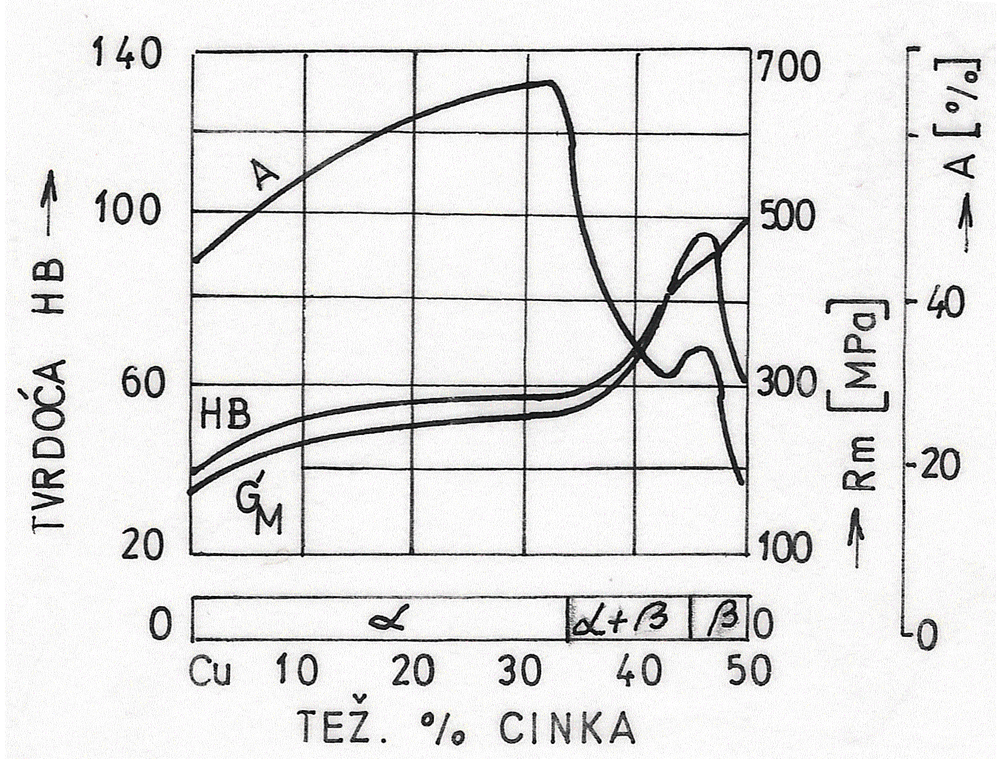 140
700
A [%]
A
100
500
TVRDOĆA HB
40
Rm [MPa]
60
300
HB
20
ǴM
20
100
α
α+β
β
0
0
0
Cu 10 20 30 40 50
TEŽ. % CINKA